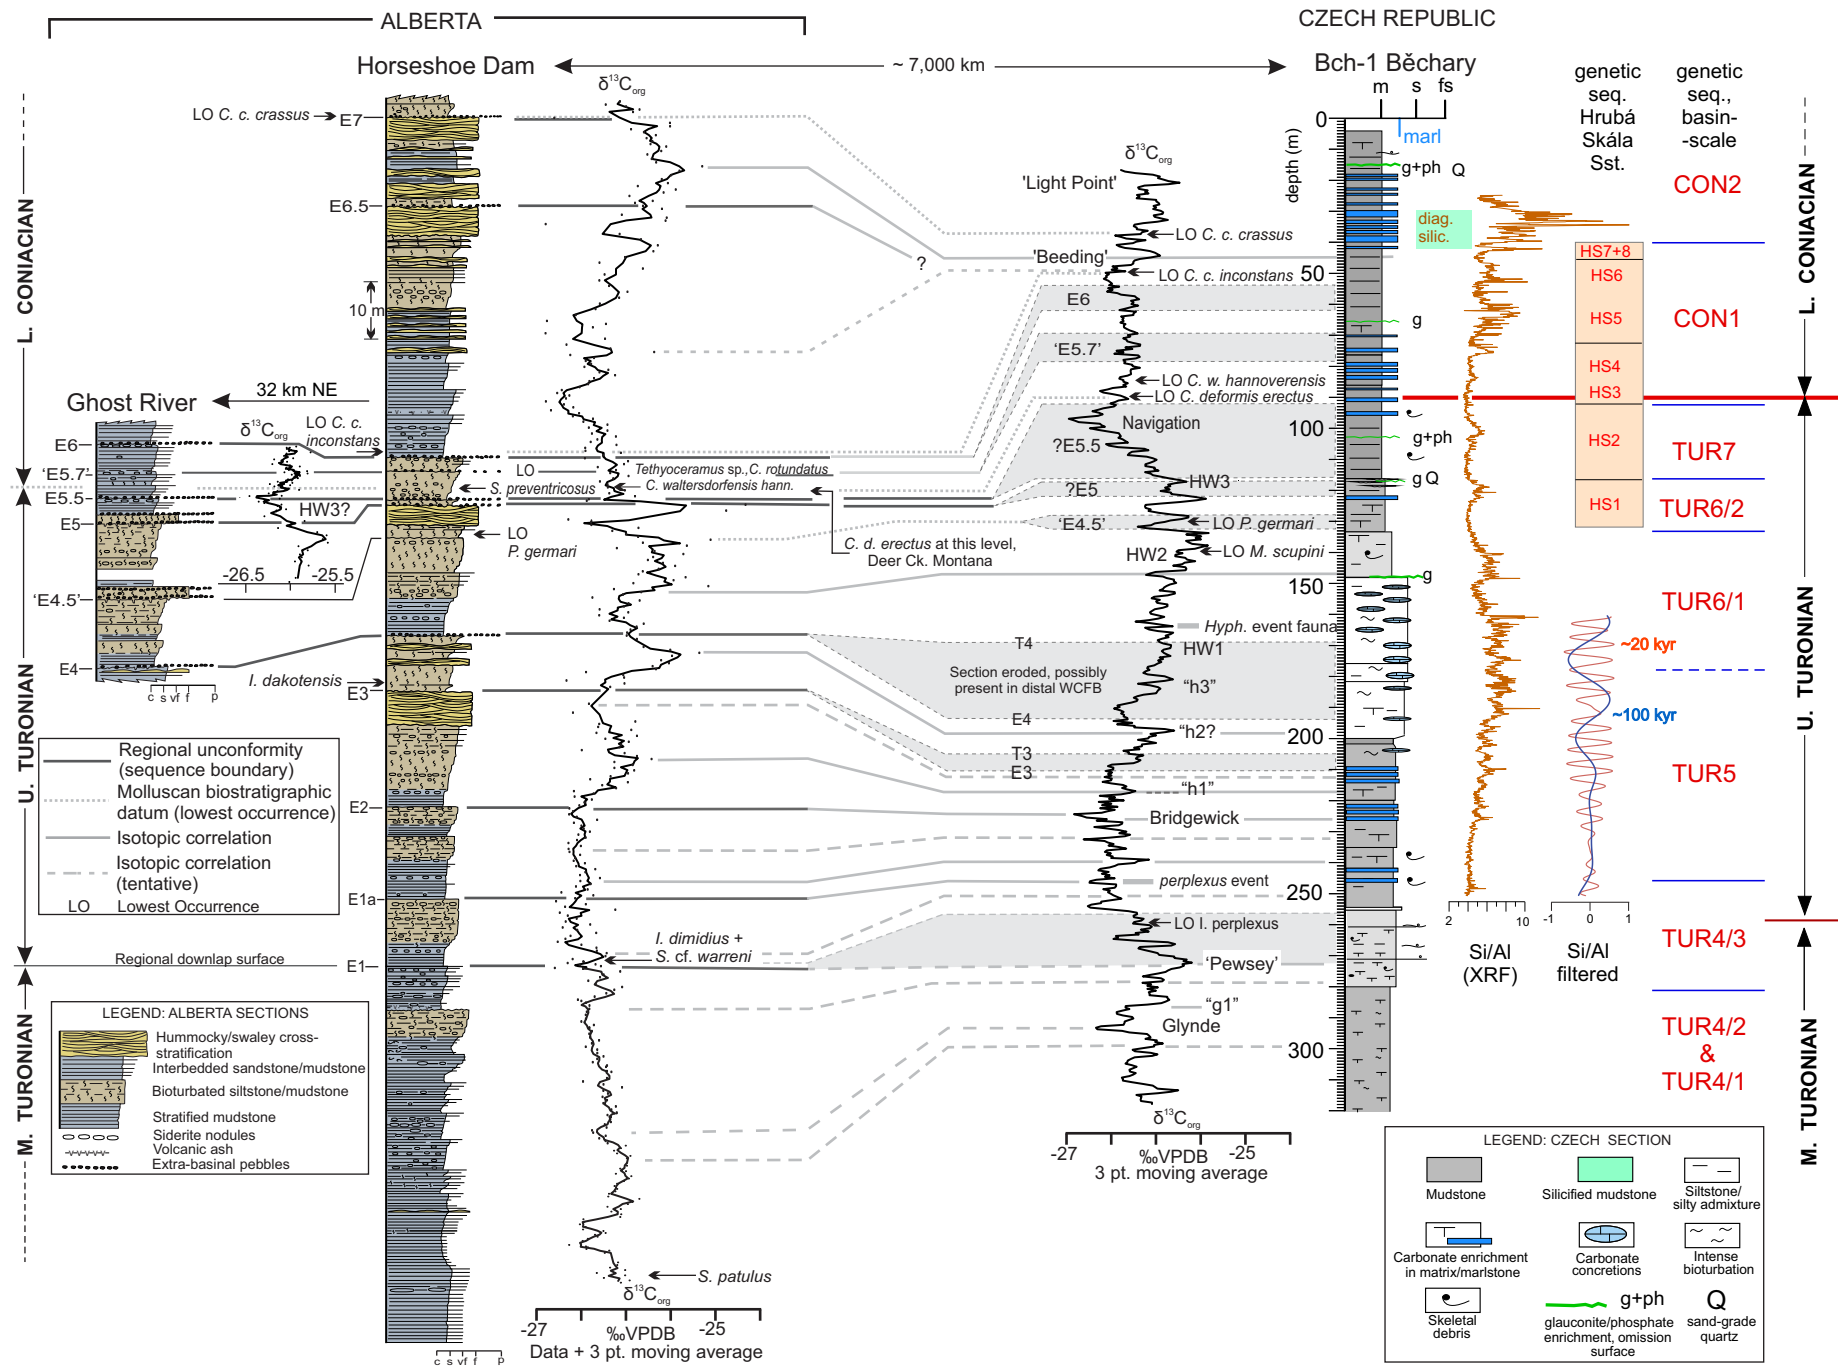 ALBERTA
CZECH REPUBLIC
Horseshoe Dam
~ 7,000 km
Bch-1 Běchary
m s fs
marl
genetic
seq.
Hrubá
Skála
Sst.
genetic
seq.,
basin-
-scale
δ¹³Corg
LO C. c. crassus
E7
E6.5
10 m
0
depth (m)
50
100
150
200
250
300
δ¹³Corg
'Light Point'
LO C. c. crassus
'Beeding'
LO C. c. inconstans
?
E6
'E5.7'
LO C. w. hannoverensis
LO C. deformis erectus
Navigation
?E5.5
HW3
?E5
'E4.5'
LO P. germari
HW2
LO M. scupini
Hyph. event fauna
T4
HW1
Section eroded, possibly
present in distal WCFB
"h3"
E4
"h2?
T3
E3
"h1"
Bridgewick
perplexus event
LO I. perplexus
'Pewsey'
"g1"
Glynde
δ¹³Corg
-27
-25
‰VPDB
3 pt. moving average
g+ph Q
diag.
silic.
g
g+ph
g Q
g
HS7+8
HS6
HS5
HS4
HS3
HS2
HS1
CON2
CON1
TUR7
TUR6/2
TUR6/1
TUR5
TUR4/3
TUR4/2
&
TUR4/1
~20 kyr
~100 kyr
2
10
Si/Al
(XRF)
-1
0
1
Si/Al
filtered
L. CONIACIAN
U. TURONIAN
M. TURONIAN
L. CONIACIAN
U. TURONIAN
M. TURONIAN
Ghost River
32 km NE
δ¹³Corg
LO C. c.
inconstans
E6
'E5.7'
E5.5
E5
HW3?
'E4.5'
E4
-26.5
-25.5
c s vf f p
LO
Tethyoceramus sp., C. rotundatus
S. preventricosus
C. waltersdorfensis hann.
LO
P. germari
C. d. erectus at this level,
Deer Ck. Montana
I. dakotensis
E3
E2
E1a
E1
Regional downlap surface
I. dimidius +
S. cf. warreni
S. patulus
δ¹³Corg
-27
-25
‰VPDB
Data + 3 pt. moving average
c s vf f p
Regional unconformity
(sequence boundary)
Molluscan biostratigraphic
datum (lowest occurrence)
Isotopic correlation
Isotopic correlation
(tentative)
LO Lowest Occurrence
LEGEND: ALBERTA SECTIONS
Hummocky/swaley cross-
stratification
Interbedded sandstone/mudstone
Bioturbated siltstone/mudstone
Stratified mudstone
Siderite nodules
Volcanic ash
Extra-basinal pebbles
LEGEND: CZECH SECTION
Mudstone
Silicified mudstone
Siltstone/
silty admixture
Carbonate enrichment
in matrix/marlstone
Carbonate
concretions
Intense
bioturbation
Skeletal
debris
g+ph
glauconite/phosphate
enrichment, omission
surface
Q
sand-grade
quartz